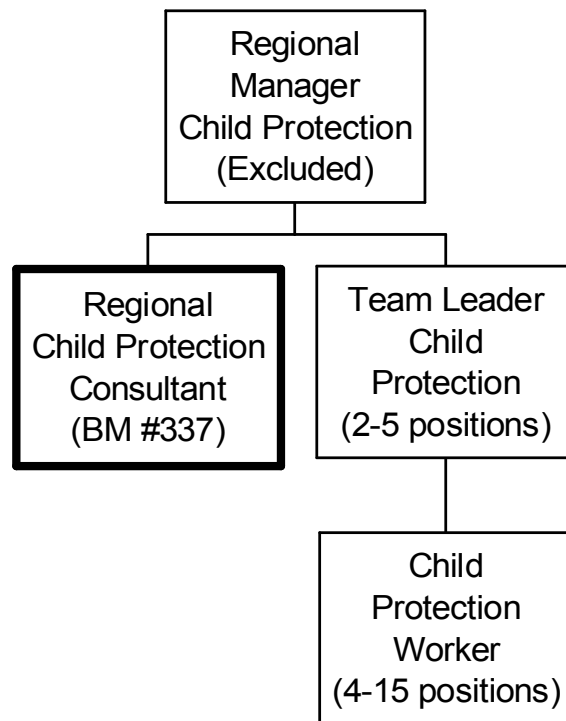 Regional
Manager
Child Protection
(Excluded)
Regional
Child Protection
Consultant
(BM #337)
Team Leader
Child
Protection
(2-5 positions)
Child
Protection
Worker
(4-15 positions)